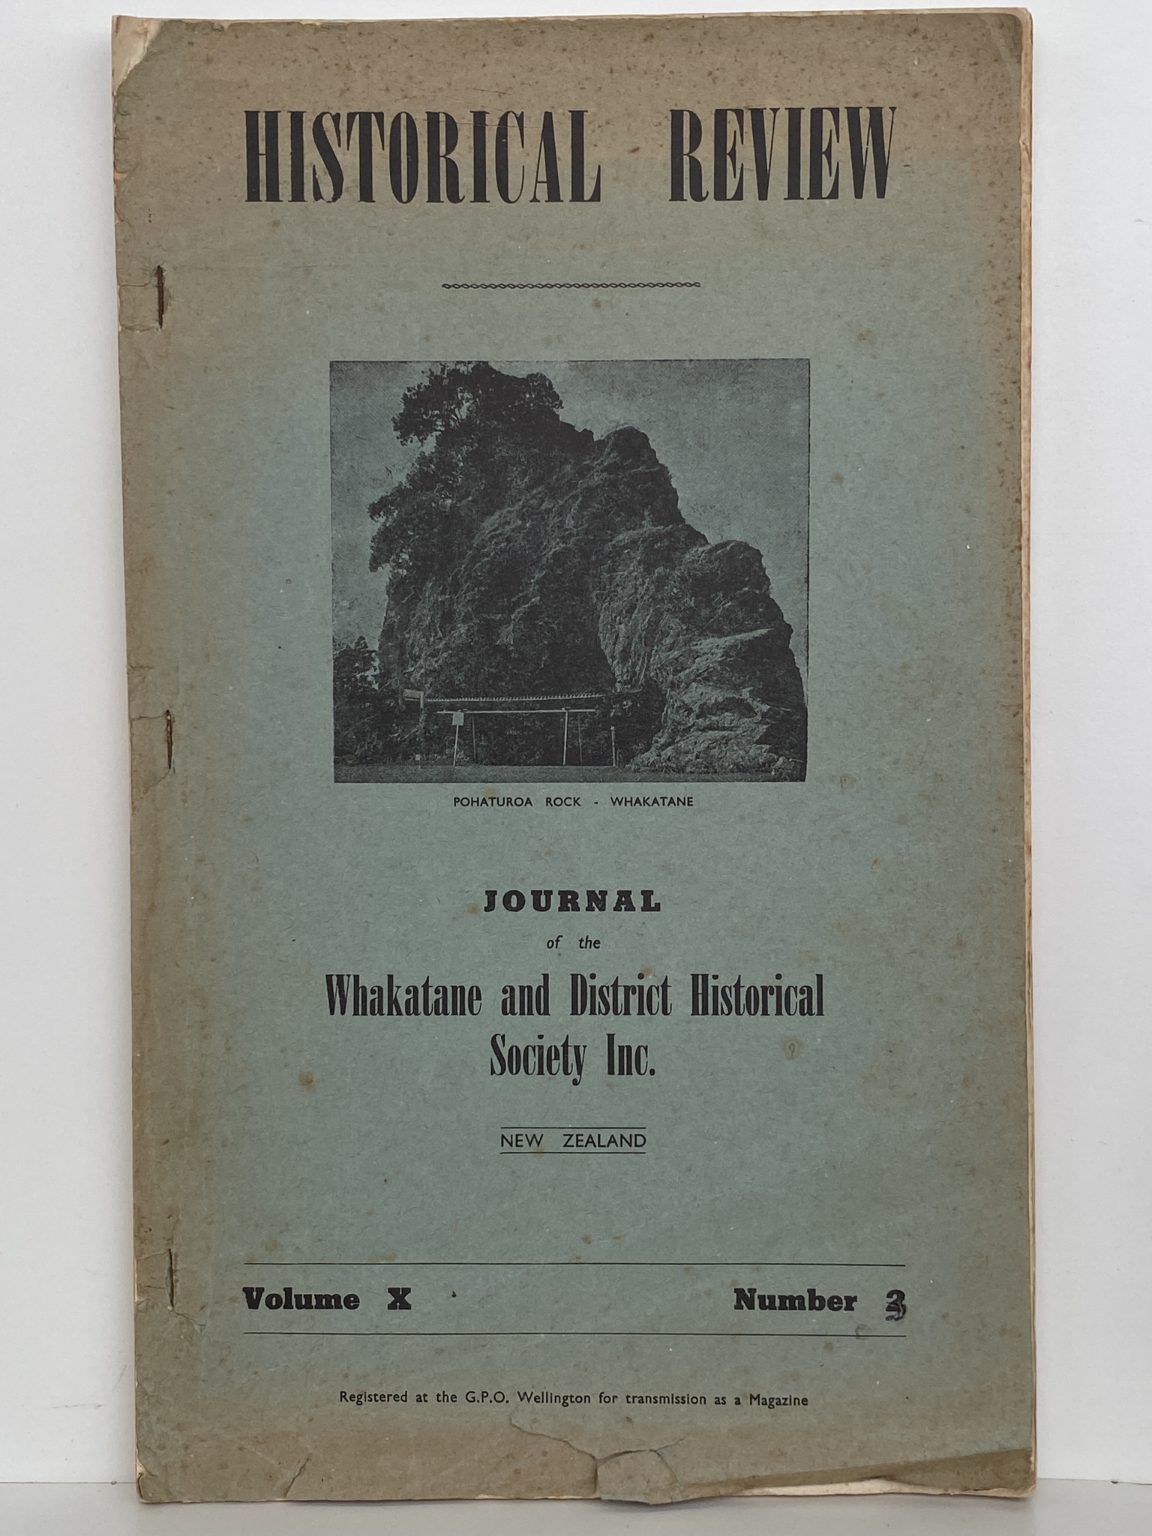 HISTORICAL REVIEW
POHATUROA ROCK - WHAKATANE
JOURNAL
of the
Whakatane and District Historical
Society Inc.
NEW ZEALAND
Volume X Number 3
Registered at the G.P.O. Wellington for transmission as a Magazine